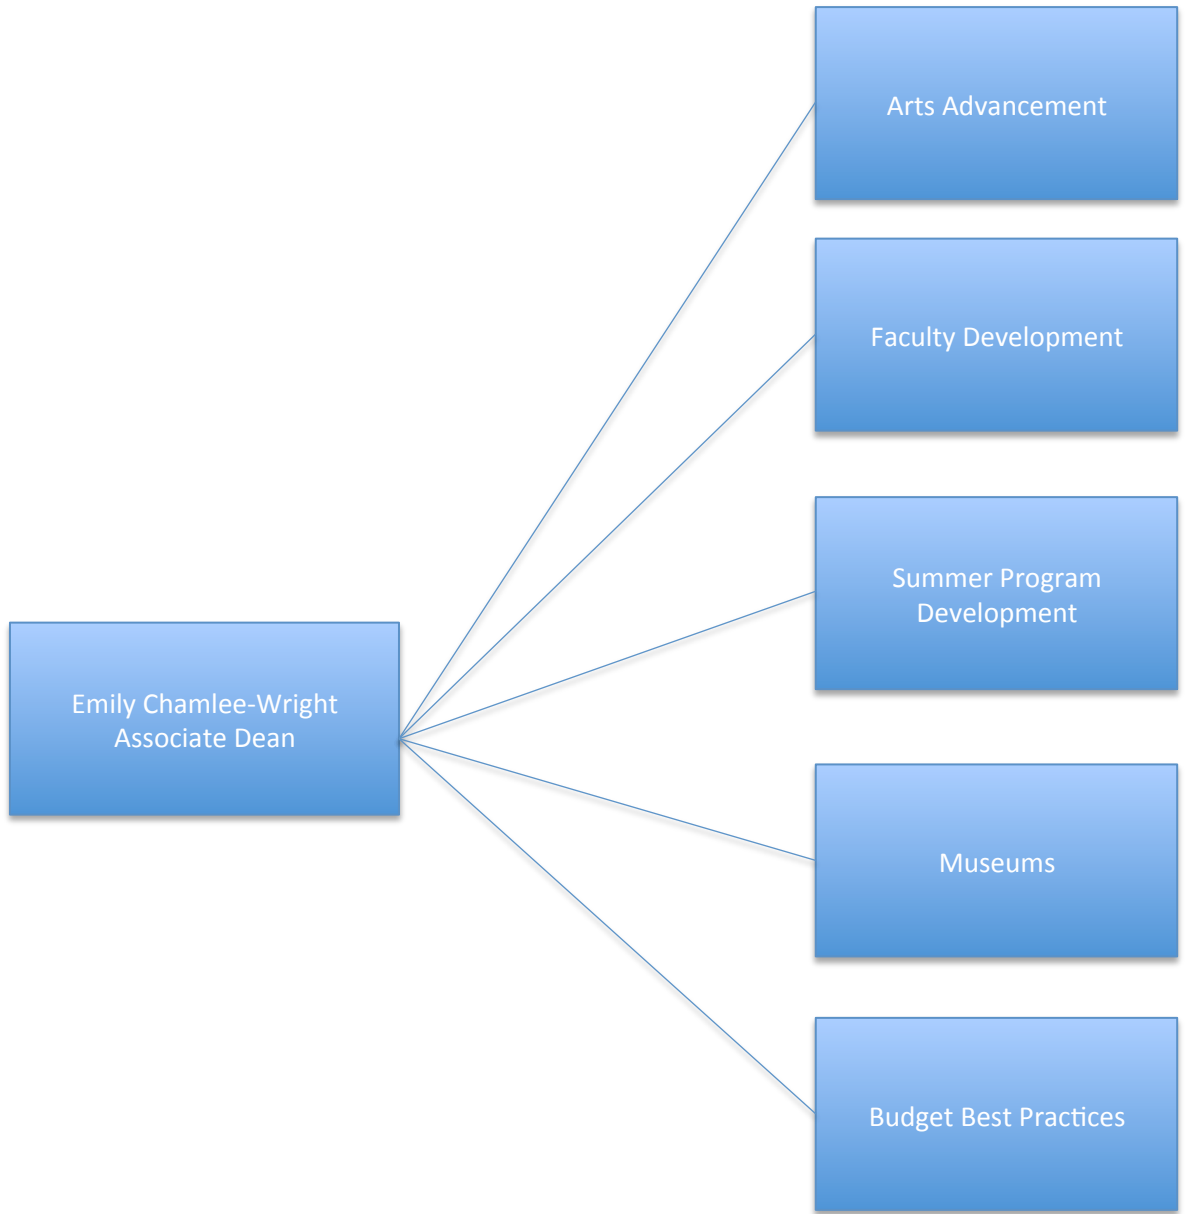 Arts Advancement
Faculty Development
Summer Program
Development
Emily Chamlee-Wright
Associate Dean
Museums
Budget Best Practices